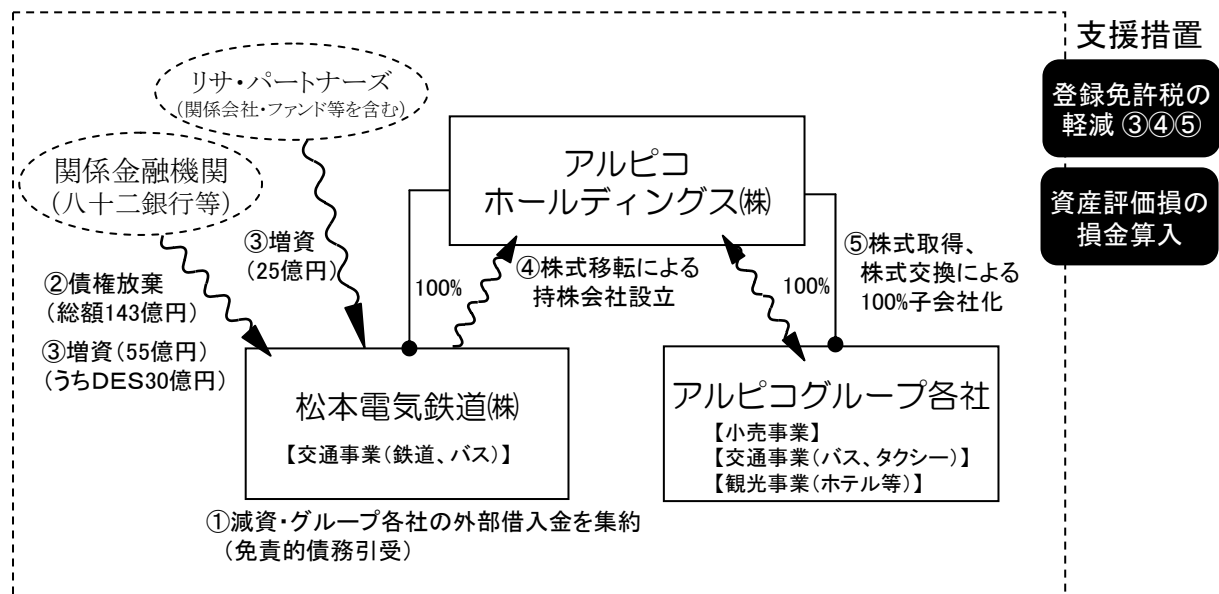 支援措置
登録免許税の
軽減 ③④⑤
資産評価損の
損金算入
リサ・パートナーズ
(関係会社・ファンド等を含む)
関係金融機関
(八十二銀行等)
アルピコ
ホールディングス㈱
②債権放棄
(総額143億円)
③増資(55億円)
(うちDES30億円)
③増資
(25億円)
100%
④株式移転による
持株会社設立
100%
⑤株式取得、
株式交換による
100%子会社化
松本電気鉄道㈱
【交通事業(鉄道、バス)】
アルピコグループ各社
【小売事業】
【交通事業(バス、タクシー)】
【観光事業(ホテル等)】
①減資・グループ各社の外部借入金を集約
(免責的債務引受)